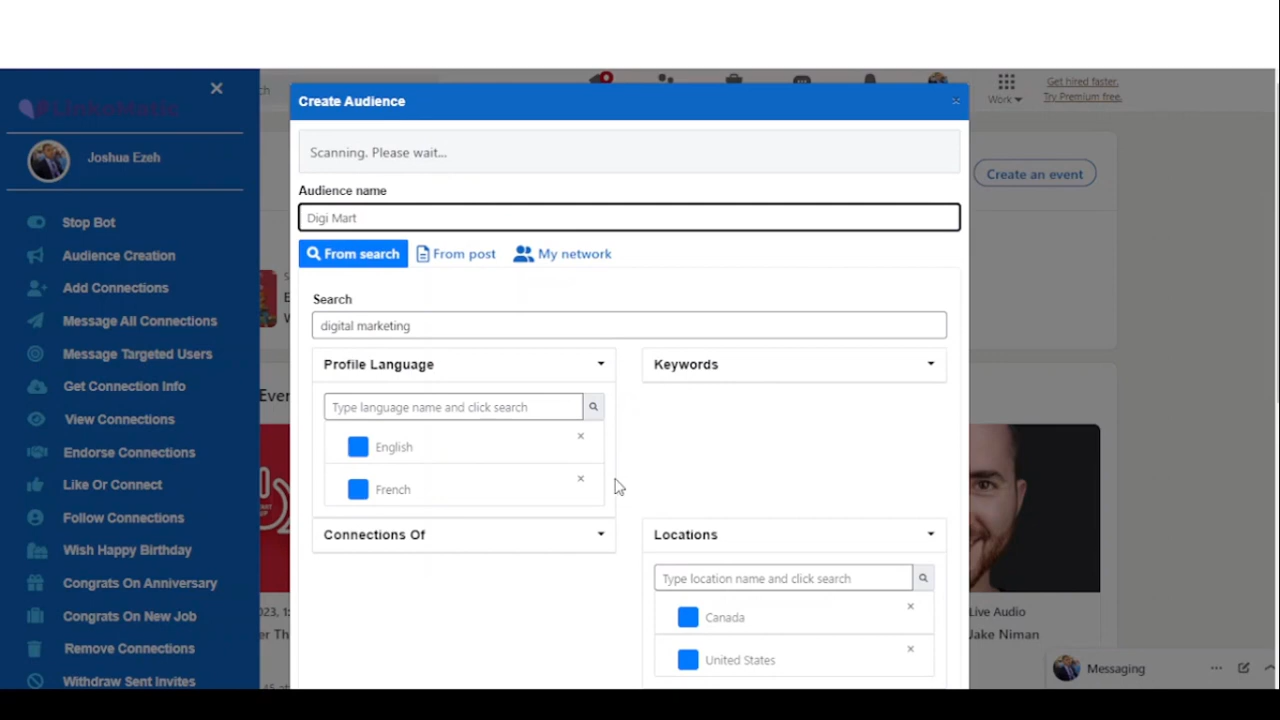 LinkoMatic
Joshua Ezeh
Stop Bot
Audience Creation
Add Connections
Message All Connections
Message Targeted Users
Get Connection Info
View Connections
Endorse Connections
Like Or Connect
Follow Connections
Wish Happy Birthday
Congrats On Anniversary
Congrats On New Job
Remove Connections
Withdraw Sent Invites
Create Audience
Scanning. Please wait...
Audience name
Digi Mart
From search
From post
My network
Search
digital marketing
Profile Language
Keywords
Type language name and click search
English
French
Connections Of
Locations
Type location name and click search
Canada
United States
Work
Get hired faster.
Try Premium free.
Create an event
Live Audio
Jake Niman
Messaging